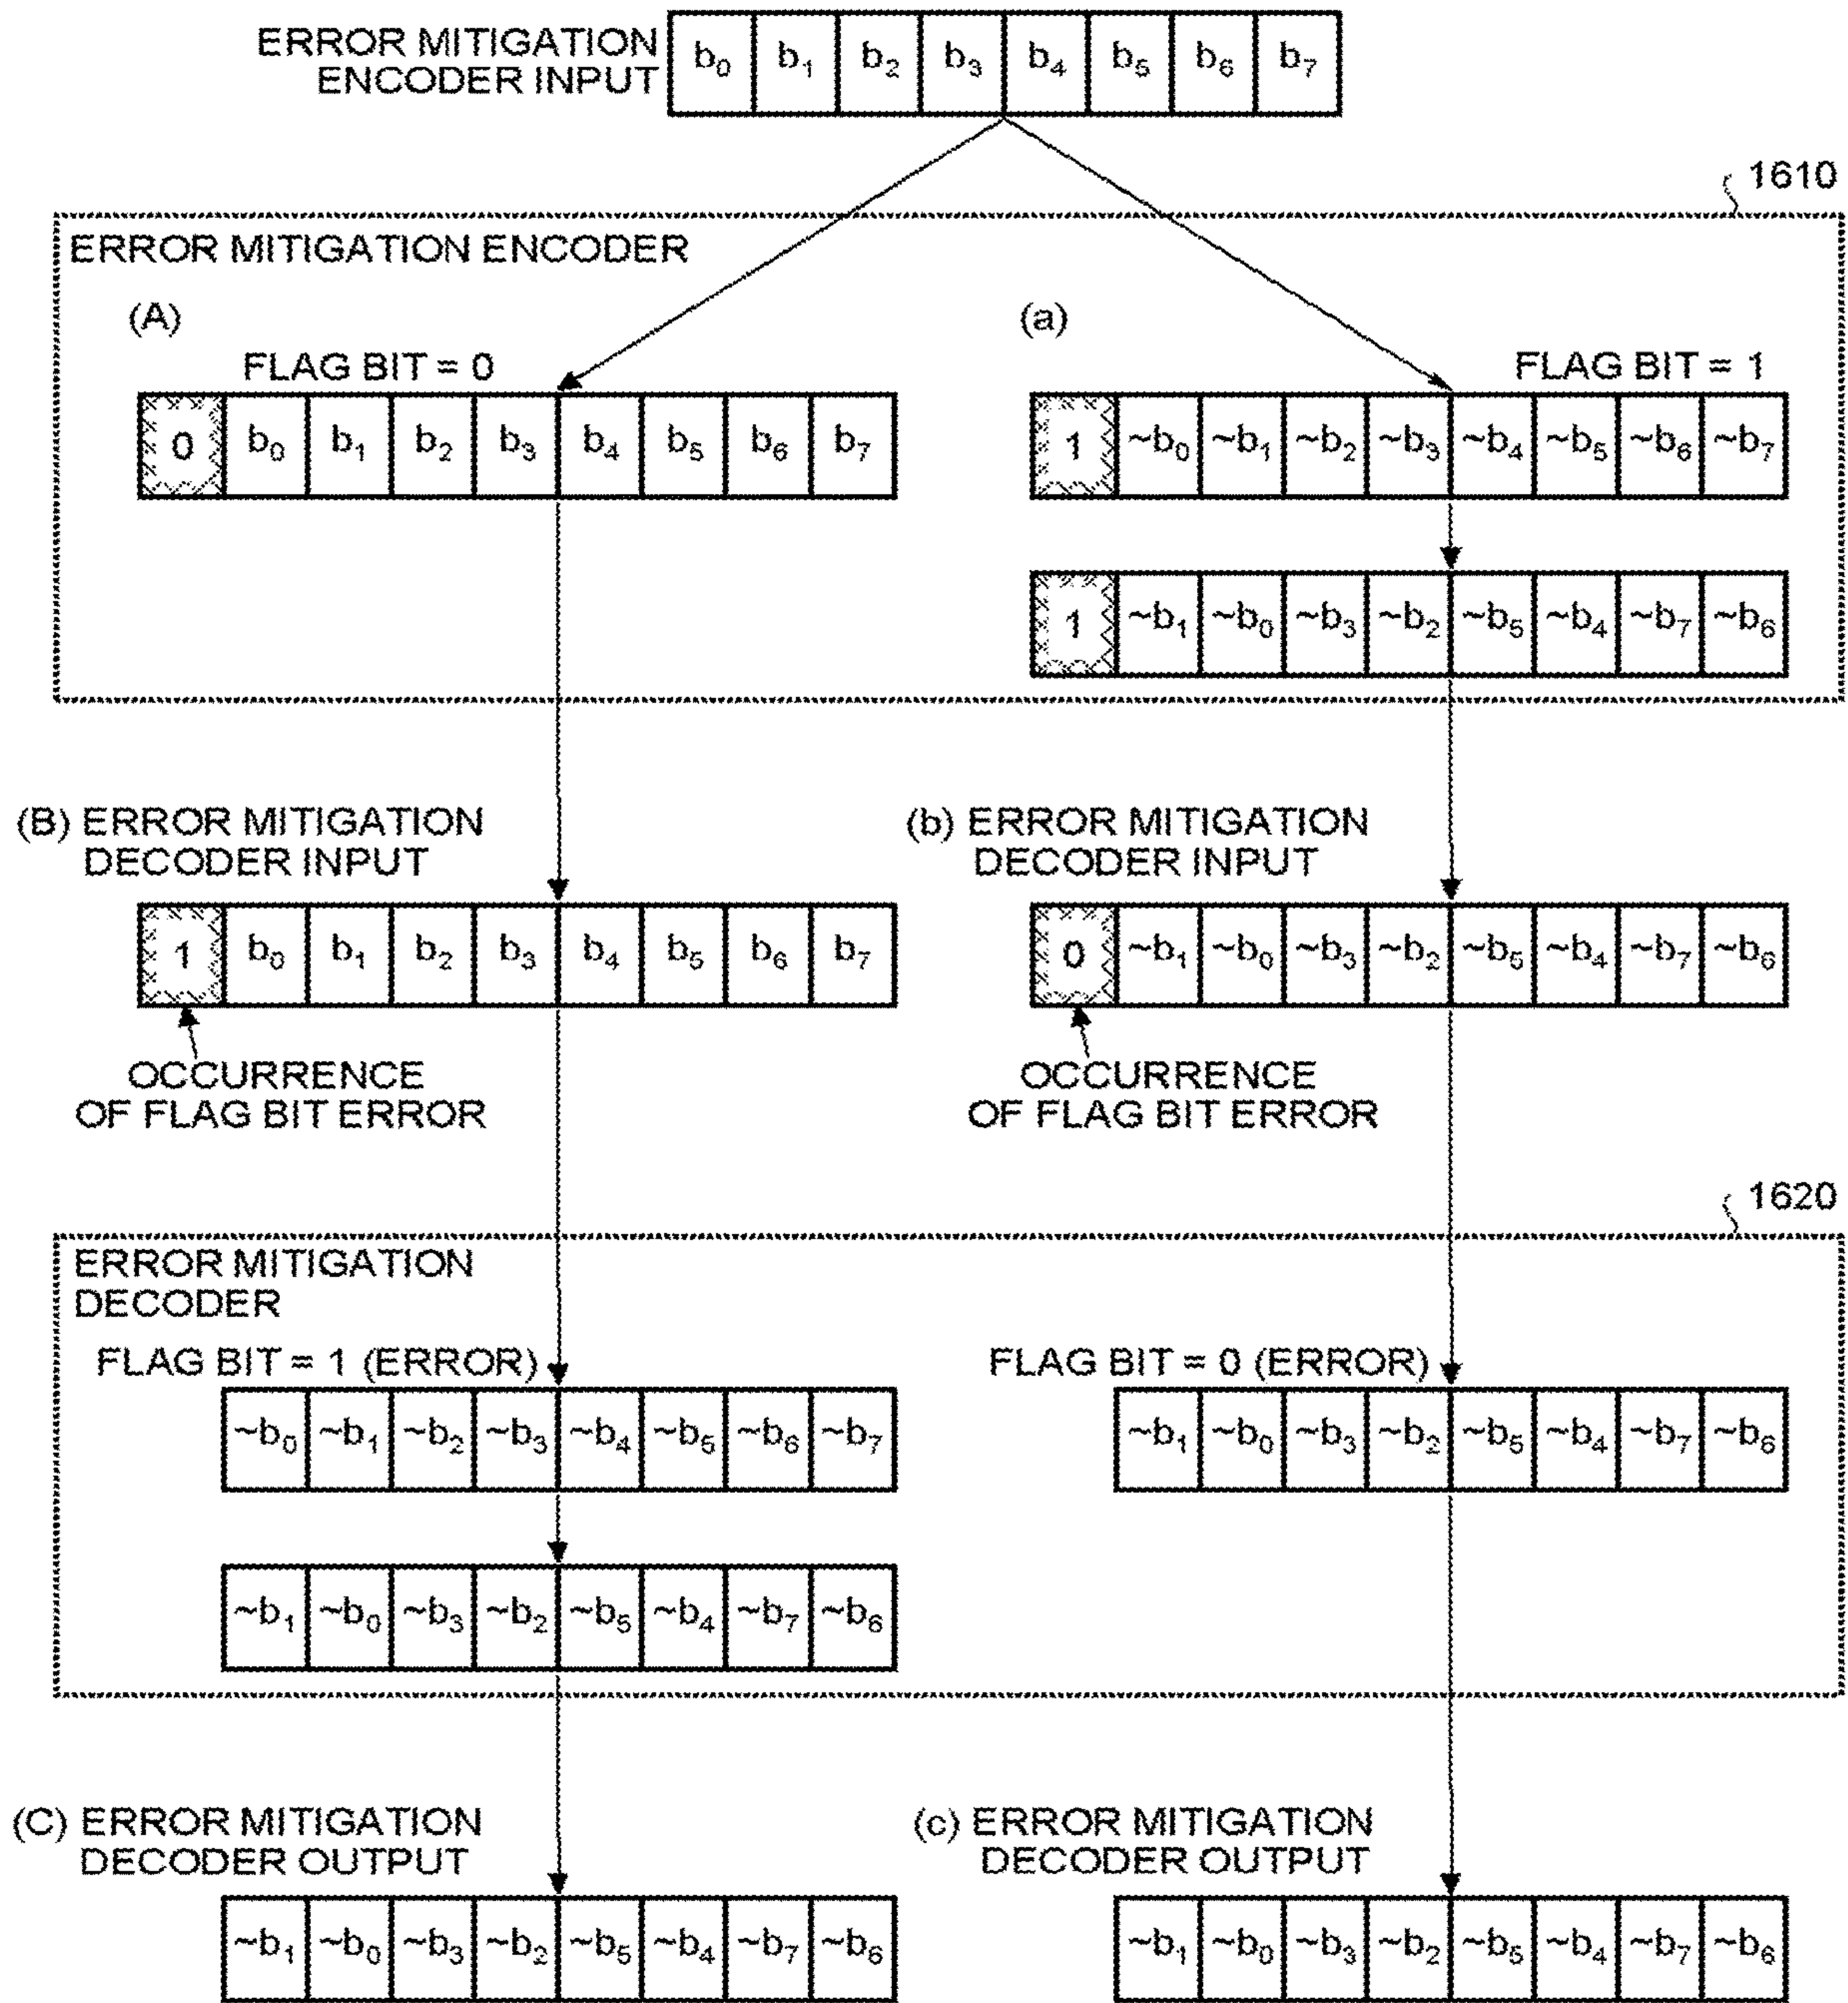 ERROR MITIGATION
ENCODER INPUT
b₀ b₁ b₂ b₃ b₄ b₅ b₆ b₇
1610
ERROR MITIGATION ENCODER
(A)
FLAG BIT = 0
0 b₀ b₁ b₂ b₃ b₄ b₅ b₆ b₇
(a)
FLAG BIT = 1
1 ~b₀ ~b₁ ~b₂ ~b₃ ~b₄ ~b₅ ~b₆ ~b₇
1 ~b₁ ~b₀ ~b₃ ~b₂ ~b₅ ~b₄ ~b₇ ~b₆
(B) ERROR MITIGATION
DECODER INPUT
1 b₀ b₁ b₂ b₃ b₄ b₅ b₆ b₇
OCCURRENCE
OF FLAG BIT ERROR
(b) ERROR MITIGATION
DECODER INPUT
0 ~b₁ ~b₀ ~b₃ ~b₂ ~b₅ ~b₄ ~b₇ ~b₆
OCCURRENCE
OF FLAG BIT ERROR
1620
ERROR MITIGATION
DECODER
FLAG BIT = 1 (ERROR)
~b₀ ~b₁ ~b₂ ~b₃ ~b₄ ~b₅ ~b₆ ~b₇
~b₁ ~b₀ ~b₃ ~b₂ ~b₅ ~b₄ ~b₇ ~b₆
FLAG BIT = 0 (ERROR)
~b₁ ~b₀ ~b₃ ~b₂ ~b₅ ~b₄ ~b₇ ~b₆
(C) ERROR MITIGATION
DECODER OUTPUT
~b₁ ~b₀ ~b₃ ~b₂ ~b₅ ~b₄ ~b₇ ~b₆
(c) ERROR MITIGATION
DECODER OUTPUT
~b₁ ~b₀ ~b₃ ~b₂ ~b₅ ~b₄ ~b₇ ~b₆